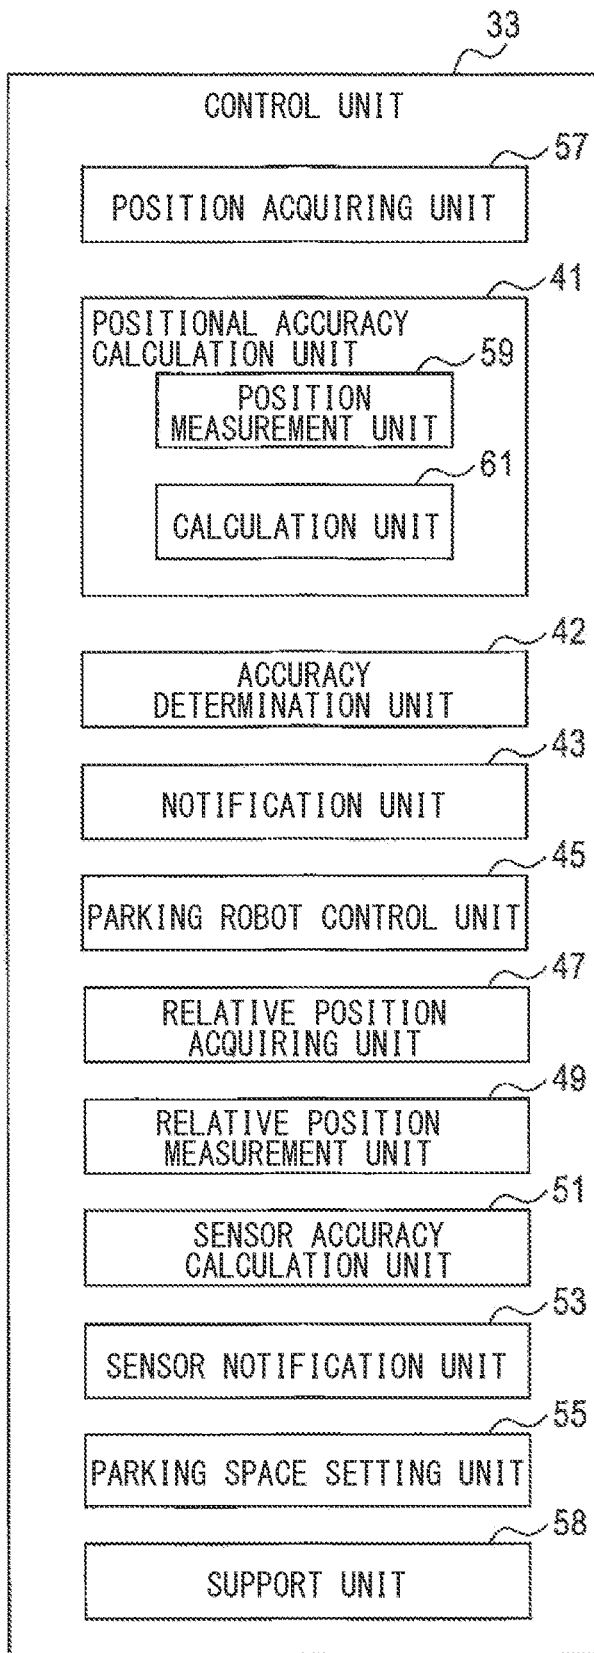 33
CONTROL UNIT
57
POSITION ACQUIRING UNIT
41
POSITIONAL ACCURACY
CALCULATION UNIT
59
POSITION
MEASUREMENT UNIT
61
CALCULATION UNIT
42
ACCURACY
DETERMINATION UNIT
43
NOTIFICATION UNIT
45
PARKING ROBOT CONTROL UNIT
47
RELATIVE POSITION
ACQUIRING UNIT
49
RELATIVE POSITION
MEASUREMENT UNIT
51
SENSOR ACCURACY
CALCULATION UNIT
53
SENSOR NOTIFICATION UNIT
55
PARKING SPACE SETTING UNIT
58
SUPPORT UNIT